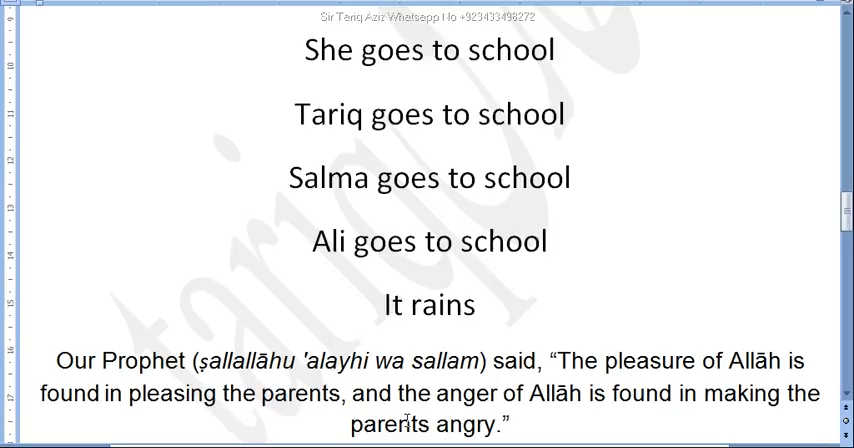 Sir Tariq Aziz Whatsapp No +923433498272
She goes to school
Tariq goes to school
Salma goes to school
Ali goes to school
It rains
Our Prophet (ṣallallāhu 'alayhi wa sallam) said, “The pleasure of Allāh is
found in pleasing the parents, and the anger of Allāh is found in making the
parents angry.”